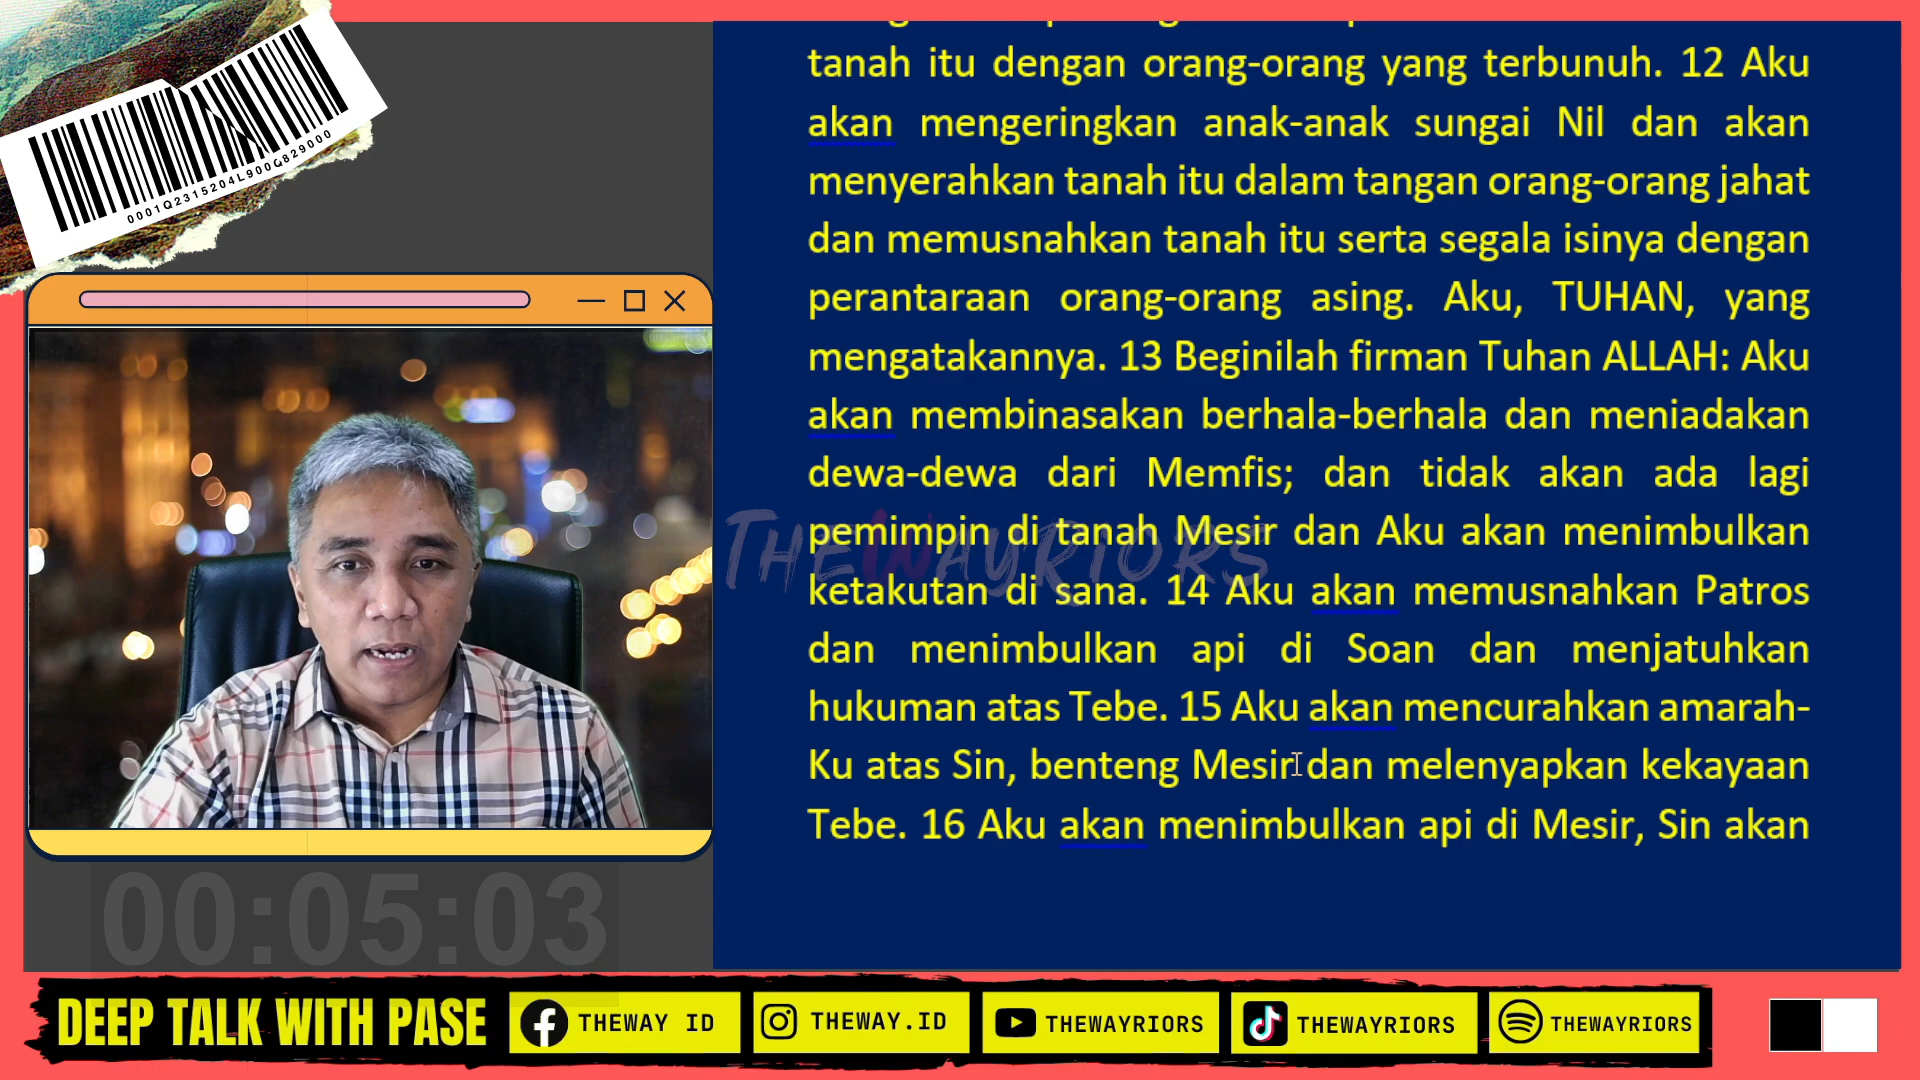 tanah itu dengan orang-orang yang terbunuh. 12 Aku
akan mengeringkan anak-anak sungai Nil dan akan
menyerahkan tanah itu dalam tangan orang-orang jahat
dan memusnahkan tanah itu serta segala isinya dengan
perantaraan orang-orang asing. Aku, TUHAN, yang
mengatakannya. 13 Beginilah firman Tuhan ALLAH: Aku
akan membinasakan berhala-berhala dan meniadakan
dewa-dewa dari Memfis; dan tidak akan ada lagi
pemimpin di tanah Mesir dan Aku akan menimbulkan
ketakutan di sana. 14 Aku akan memusnahkan Patros
dan menimbulkan api di Soan dan menjatuhkan
hukuman atas Tebe. 15 Aku akan mencurahkan amarah-
Ku atas Sin, benteng Mesir dan melenyapkan kekayaan
Tebe. 16 Aku akan menimbulkan api di Mesir, Sin akan
THEWAYRIORS
00:05:03
DEEP TALK WITH PASE
THEWAY ID
THEWAY.ID
THEWAYRIORS
THEWAYRIORS
THEWAYRIORS